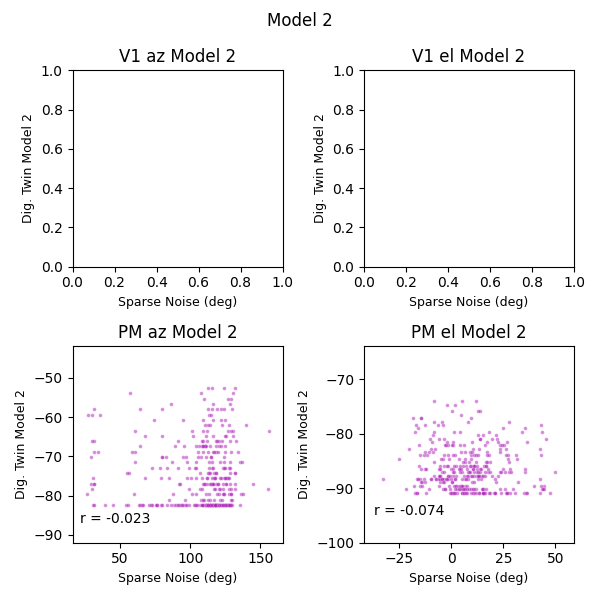 Model 2
V1 az Model 2
V1 el Model 2
1.0
0.8
0.6
0.4
0.2
0.0
Dig. Twin Model 2
0.0 0.2 0.4 0.6 0.8 1.0
Sparse Noise (deg)
1.0
0.8
0.6
0.4
0.2
0.0
Dig. Twin Model 2
0.0 0.2 0.4 0.6 0.8 1.0
Sparse Noise (deg)
PM az Model 2
PM el Model 2
−50
−60
−70
−80
−90
Dig. Twin Model 2
r = -0.023
50 100 150
Sparse Noise (deg)
−70
−80
−90
−100
Dig. Twin Model 2
r = -0.074
−25 0 25 50
Sparse Noise (deg)